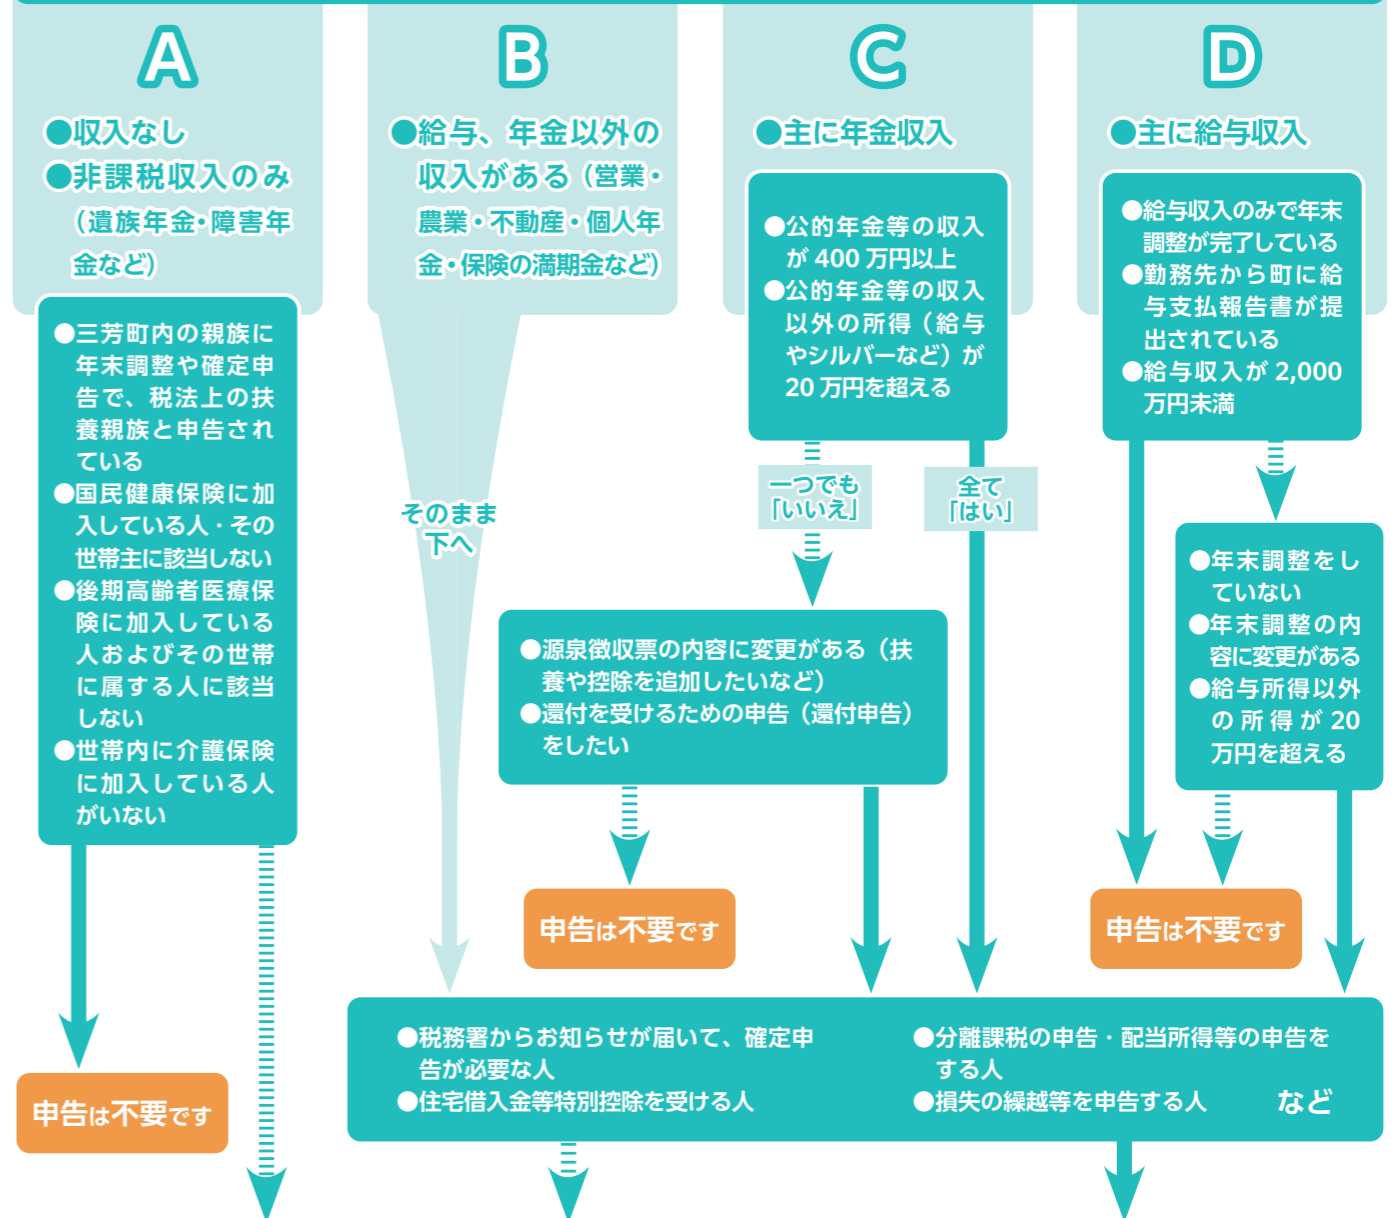 A
●収入なし
●非課税収入のみ
（遺族年金・障害年
金など）
●三芳町内の親族に
年末調整や確定申
告で、税法上の扶
養親族と申告され
ている
●国民健康保険に加
入している人・その
世帯主に該当しない
●後期高齢者医療保
険に加入している
人およびその世帯
に属する人に該当
しない
●世帯内に介護保険
に加入している人
がいない
申告は不要です
B
●給与、年金以外の
収入がある（営業・
農業・不動産・個人年
金・保険の満期金など）
そのまま
下へ
C
●主に年金収入
●公的年金等の収入
が 400 万円以上
●公的年金等の収入
以外の所得（給与
やシルバーなど）が
20 万円を超える
一つでも
「いいえ」
全て
「はい」
●源泉徴収票の内容に変更がある（扶
養や控除を追加したいなど）
●還付を受けるための申告（還付申告）
をしたい
申告は不要です
D
●主に給与収入
●給与収入のみで年末
調整が完了している
●勤務先から町に給
与支払報告書が提
出されている
●給与収入が 2,000
万円未満
●年末調整をし
ていない
●年末調整の内
容に変更がある
●給与所得以外
の所得が 20
万円を超える
申告は不要です
●税務署からお知らせが届いて、確定申
告が必要な人
●住宅借入金等特別控除を受ける人
●分離課税の申告・配当所得等の申告を
する人
●損失の繰越等を申告する人 など